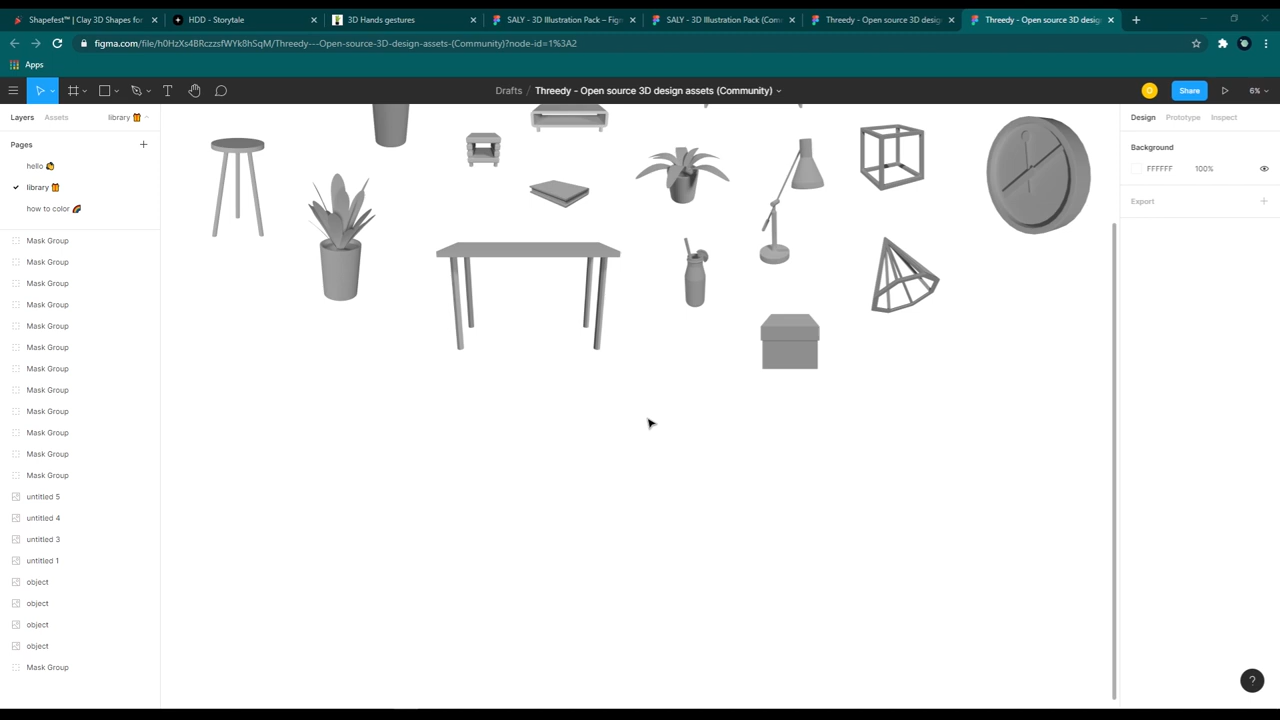 Shapefest™ | Clay 3D Shapes for
HDD - Storytale
3D Hands gestures
SALY - 3D Illustration Pack – Fig
SALY - 3D Illustration Pack (Com
Threedy - Open source 3D desig
Threedy - Open source 3D desig
figma.com/file/h0HzXs4BRczzsfWYk8hSqM/Threedy---Open-source-3D-design-assets-(Community)?node-id=1%3A2
Apps
Drafts / Threedy - Open source 3D design assets (Community)
O
Share
6%
Layers
Assets
library 🎁
Design
Prototype
Inspect
Pages
hello 🙋
library 🎁
how to color 🌈
Background
FFFFFF
100%
Export
Mask Group
Mask Group
Mask Group
Mask Group
Mask Group
Mask Group
Mask Group
Mask Group
Mask Group
Mask Group
Mask Group
Mask Group
untitled 5
untitled 4
untitled 3
untitled 1
object
object
object
object
Mask Group
?